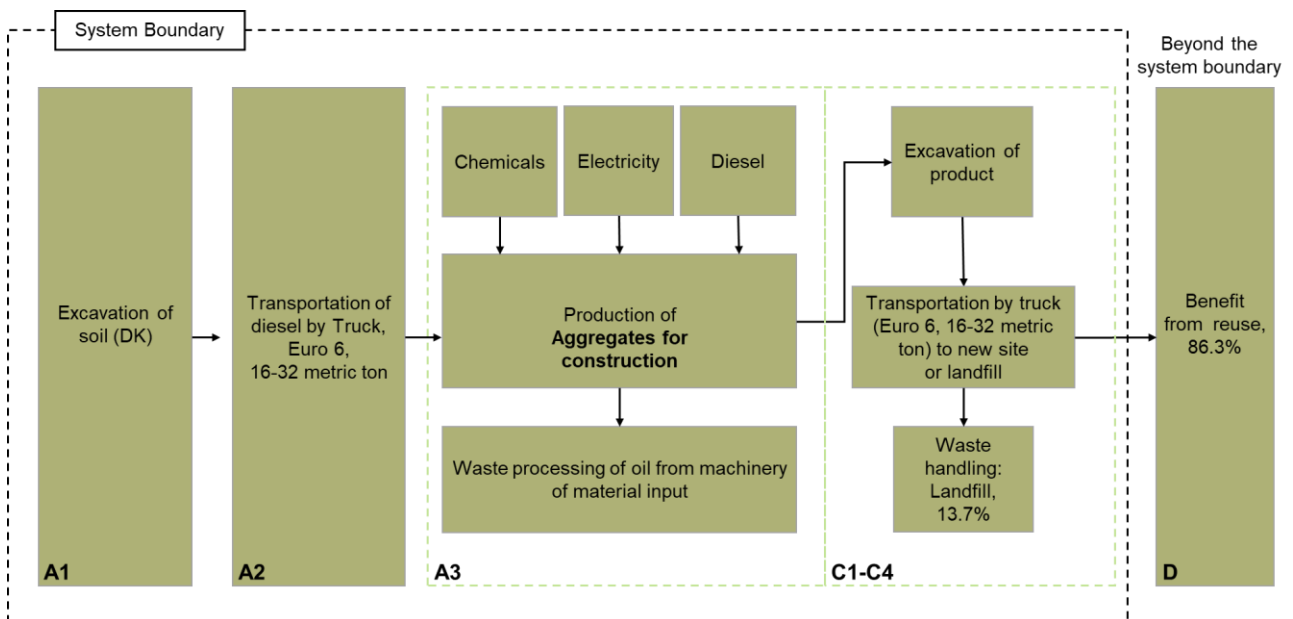 System Boundary
Beyond the
system boundary
Excavation of
soil (DK)
A1
Transportation of
diesel by Truck,
Euro 6,
16-32 metric ton
A2
Chemicals
Electricity
Diesel
Production of
Aggregates for
construction
Waste processing of oil from machinery
of material input
A3
Excavation of
product
Transportation by truck
(Euro 6, 16-32 metric
ton) to new site
or landfill
Waste
handling:
Landfill,
13.7%
C1-C4
Benefit
from reuse,
86.3%
D